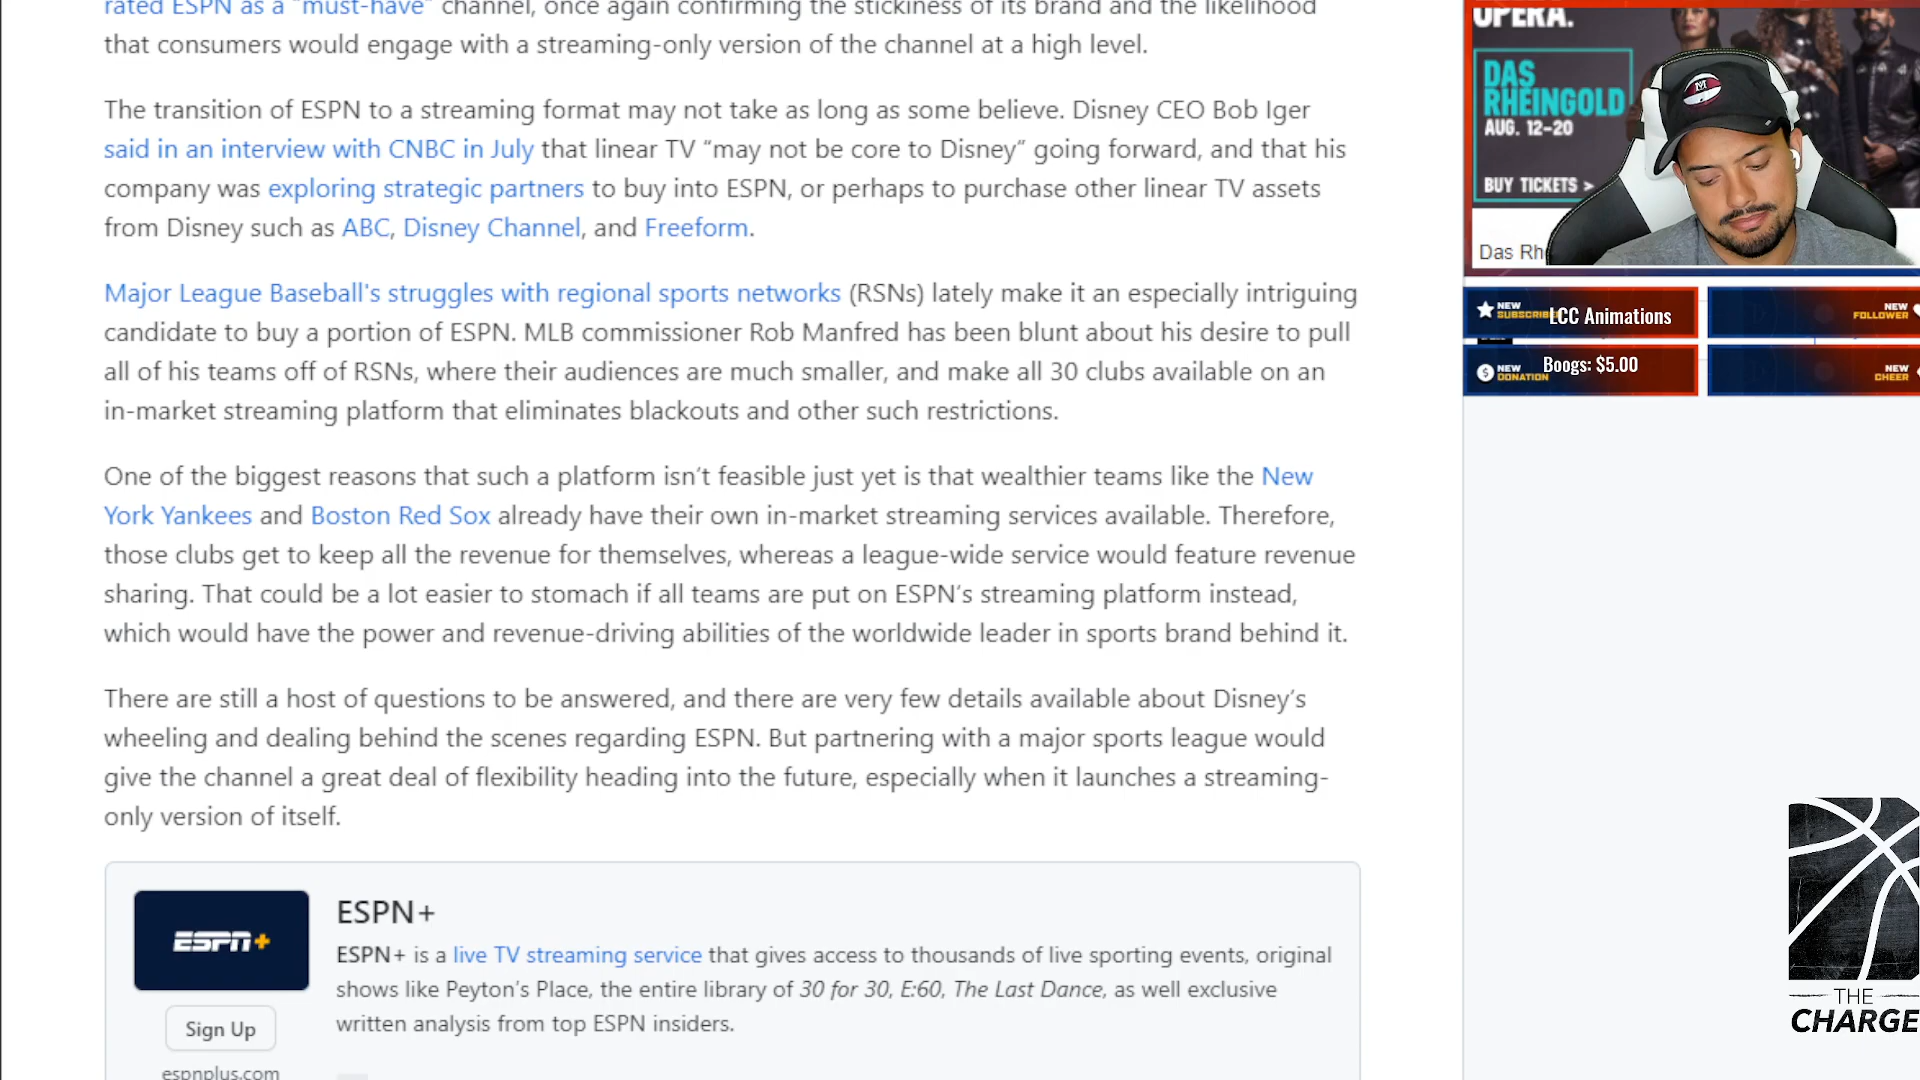 rated ESPN as a "must-have" channel, once again confirming the stickiness of its brand and the likelihood
that consumers would engage with a streaming-only version of the channel at a high level.
The transition of ESPN to a streaming format may not take as long as some believe. Disney CEO Bob Iger
said in an interview with CNBC in July that linear TV “may not be core to Disney” going forward, and that his
company was exploring strategic partners to buy into ESPN, or perhaps to purchase other linear TV assets
from Disney such as ABC, Disney Channel, and Freeform.
Major League Baseball's struggles with regional sports networks (RSNs) lately make it an especially intriguing
candidate to buy a portion of ESPN. MLB commissioner Rob Manfred has been blunt about his desire to pull
all of his teams off of RSNs, where their audiences are much smaller, and make all 30 clubs available on an
in-market streaming platform that eliminates blackouts and other such restrictions.
One of the biggest reasons that such a platform isn’t feasible just yet is that wealthier teams like the New
York Yankees and Boston Red Sox already have their own in-market streaming services available. Therefore,
those clubs get to keep all the revenue for themselves, whereas a league-wide service would feature revenue
sharing. That could be a lot easier to stomach if all teams are put on ESPN’s streaming platform instead,
which would have the power and revenue-driving abilities of the worldwide leader in sports brand behind it.
There are still a host of questions to be answered, and there are very few details available about Disney’s
wheeling and dealing behind the scenes regarding ESPN. But partnering with a major sports league would
give the channel a great deal of flexibility heading into the future, especially when it launches a streaming-
only version of itself.
ESPN+
ESPN+
ESPN+ is a live TV streaming service that gives access to thousands of live sporting events, original
shows like Peyton’s Place, the entire library of 30 for 30, E:60, The Last Dance, as well exclusive
written analysis from top ESPN insiders.
Sign Up
espnplus.com
OPERA.
DAS
RHEINGOLD
AUG. 12-20
BUY TICKETS >
Das Rh
M
NEW
SUBSCRIBE
LCC Animations
NEW
FOLLOWER
NEW
DONATION
Boogs: $5.00
NEW
CHEER
THE
CHARGE